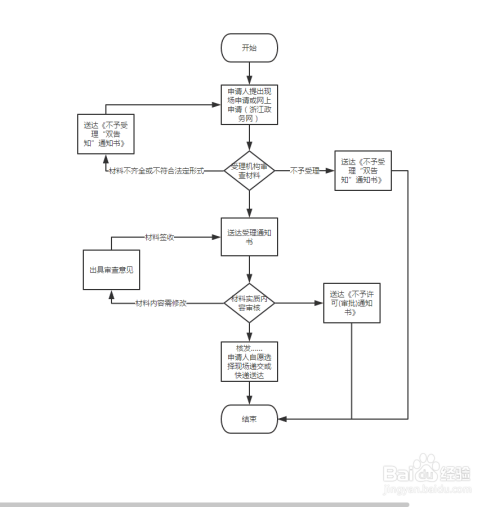 开始
申请人提出现
场申请或网上
申请（浙江政
务网）
送达《不予受
理“双告
知”通知书》
受理机构审
查材料
材料不齐全或不符合法定形式
不予受理
送达《不予受
理“双告
知”通知书》
送达受理通知
书
材料签收
出具审查意见
材料实质内
容审核
材料内容需修改
送达《不予许
可(审批)通知
书》
核发……
申请人自愿选
择现场递交或
快递送达
结束
Baidu 经验
jingyan.baidu.com